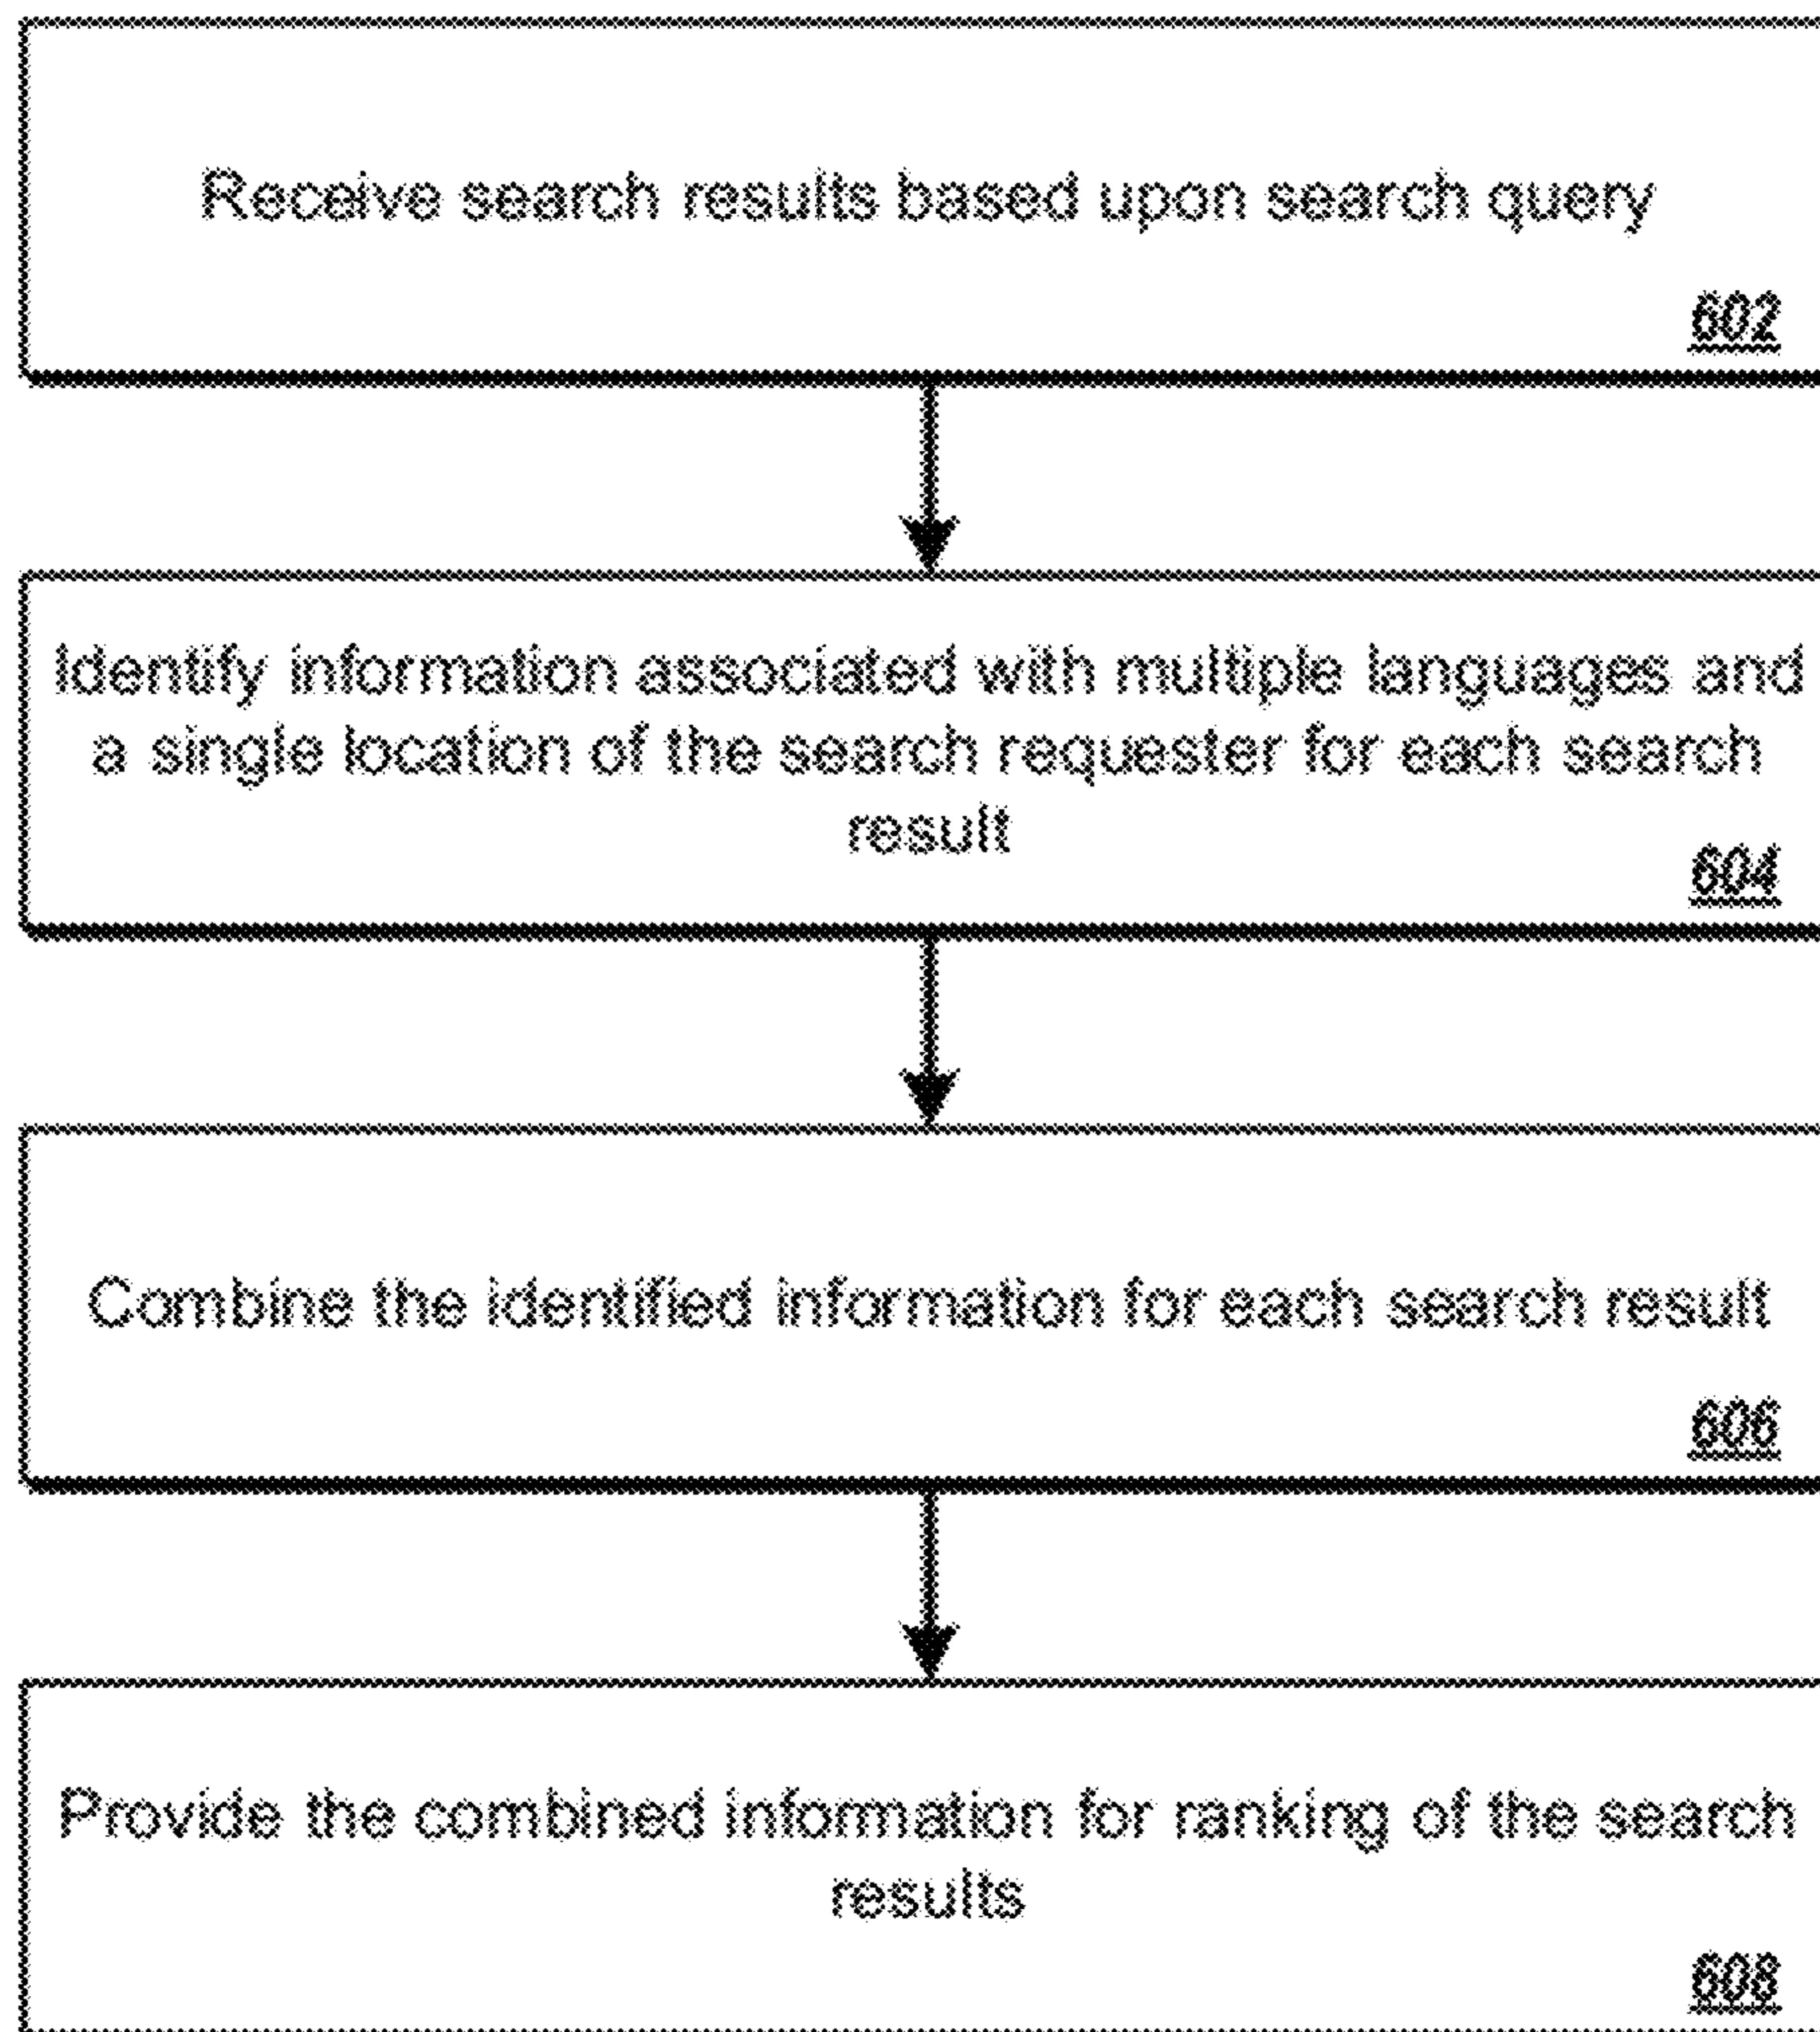 Receive search results based upon search query
602
Identify information associated with multiple languages and
a single location of the search requester for each search
result
604
Combine the identified information for each search result
606
Provide the combined information for ranking of the search
results
608